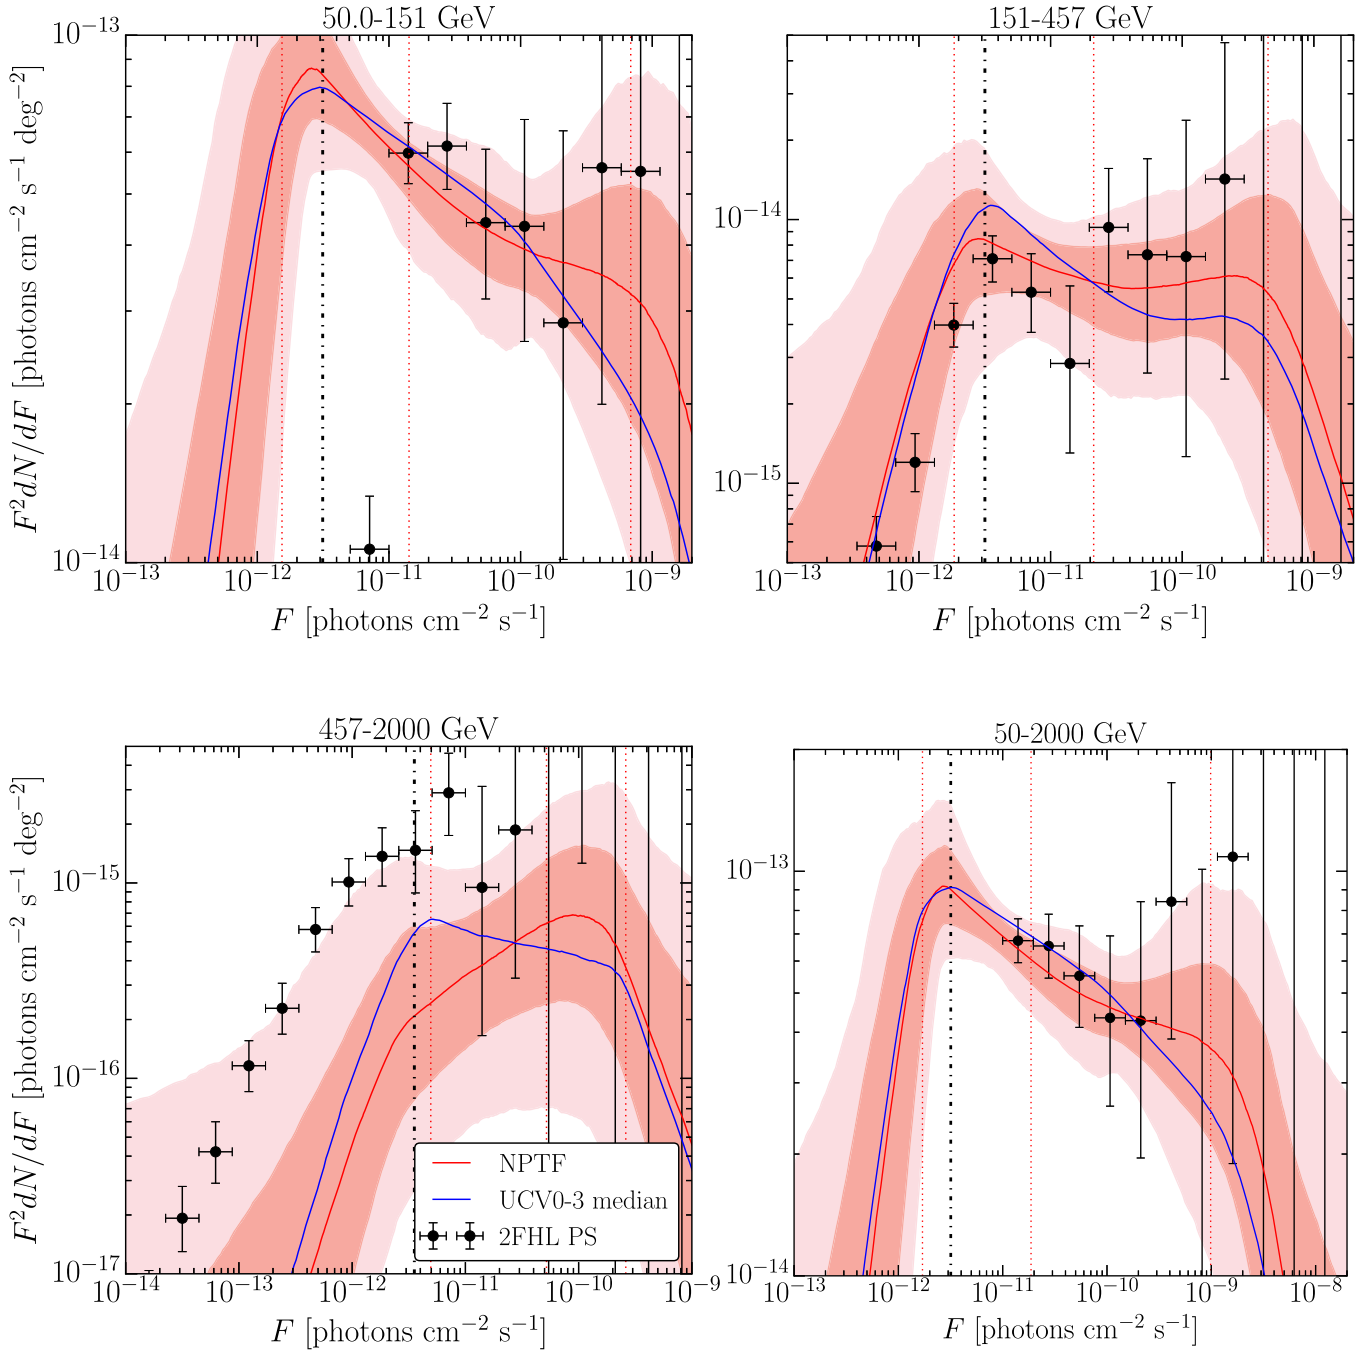 50.0-151 GeV
151-457 GeV
F² dN/dF [photons cm⁻² s⁻¹ deg⁻²]
10⁻¹³
10⁻¹⁴
10⁻¹³
10⁻¹²
10⁻¹¹
10⁻¹⁰
10⁻⁹
F [photons cm⁻² s⁻¹]
10⁻¹⁴
10⁻¹⁵
10⁻¹³
10⁻¹²
10⁻¹¹
10⁻¹⁰
10⁻⁹
F [photons cm⁻² s⁻¹]
457-2000 GeV
50-2000 GeV
F² dN/dF [photons cm⁻² s⁻¹ deg⁻²]
10⁻¹⁵
10⁻¹⁶
10⁻¹⁷
10⁻¹⁴
10⁻¹³
10⁻¹²
10⁻¹¹
10⁻¹⁰
10⁻⁹
F [photons cm⁻² s⁻¹]
NPTF
UCV0-3 median
2FHL PS
10⁻¹³
10⁻¹⁴
10⁻¹³
10⁻¹²
10⁻¹¹
10⁻¹⁰
10⁻⁹
10⁻⁸
F [photons cm⁻² s⁻¹]